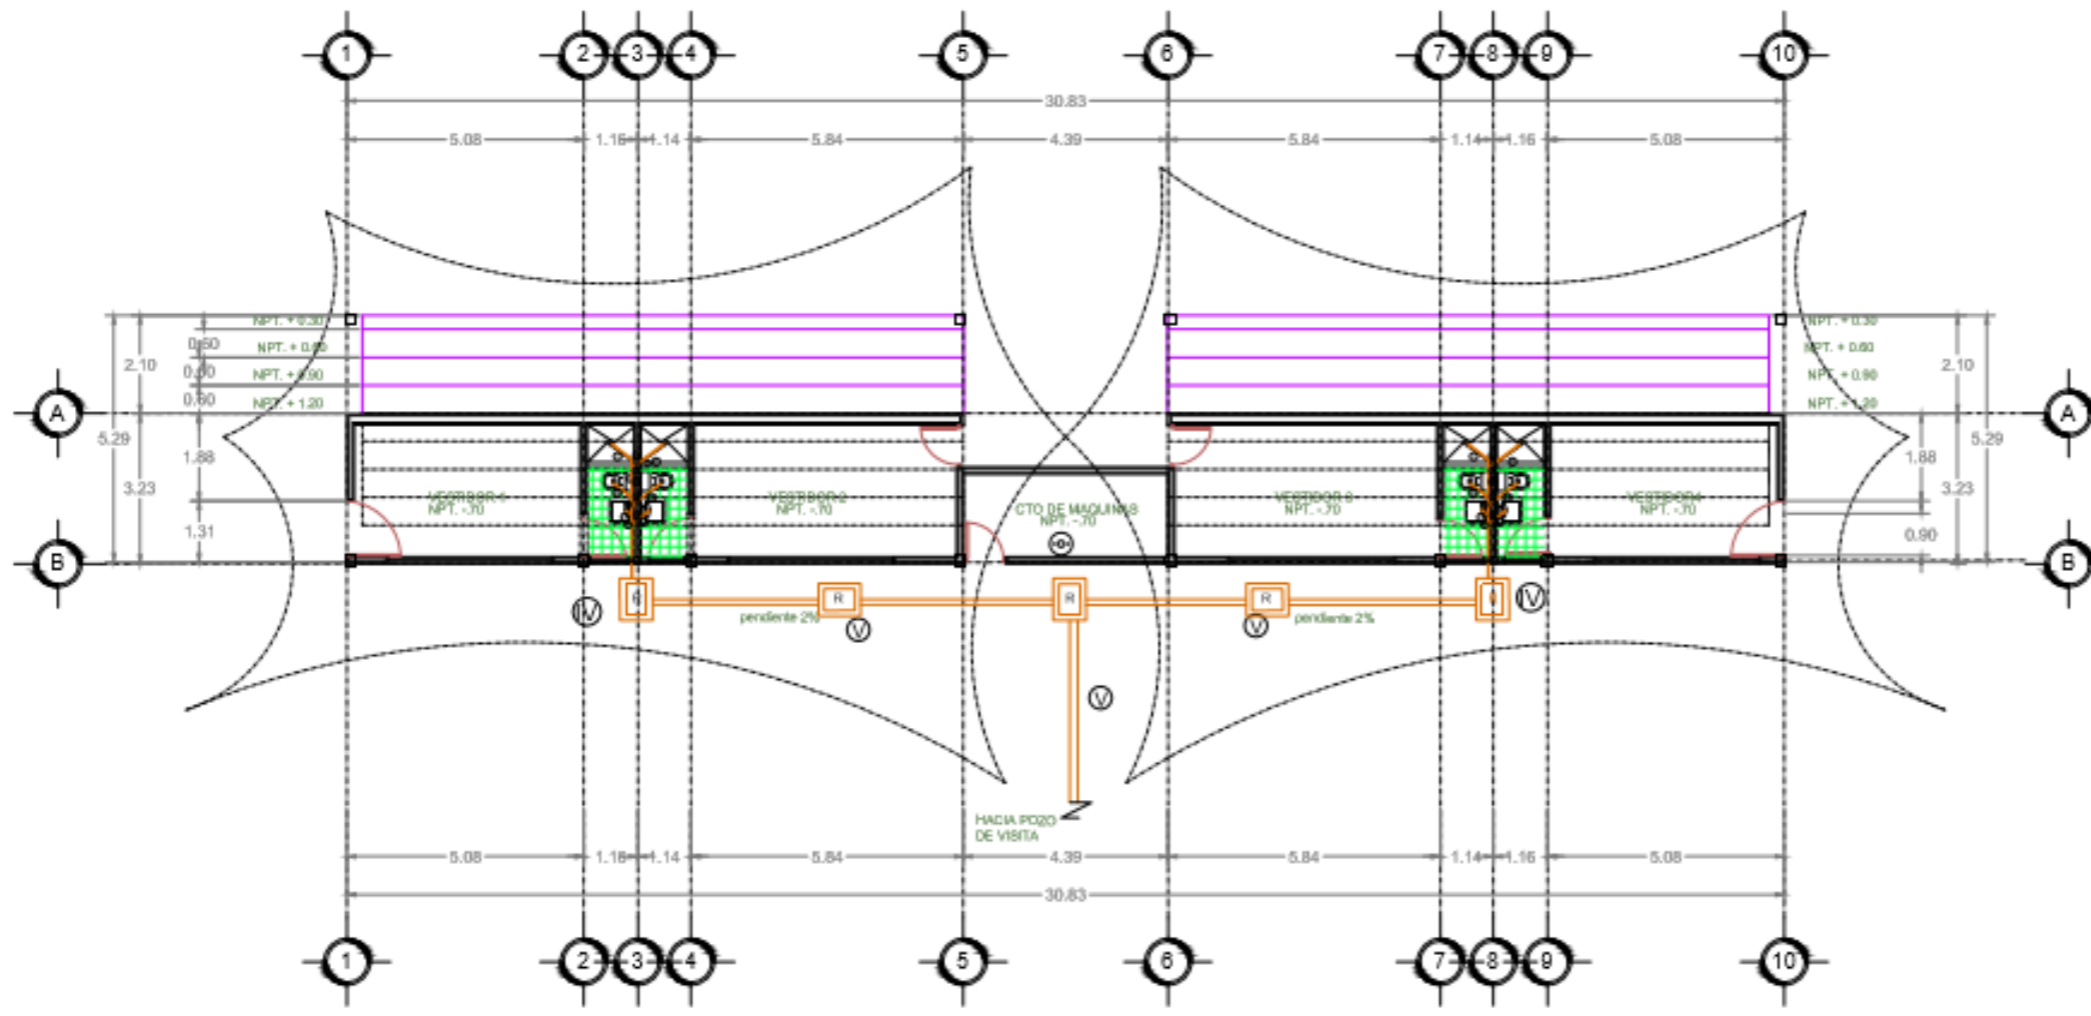 1 2 3 4 5 6 7 8 9 10
30.83
5.08 1.16 1.14 5.84 4.39 5.84 1.14 1.16 5.08
NPT. + 0.30 NPT. + 0.30
0.60 NPT. + 0.60 NPT. + 0.60
2.10 2.10
0.60 NPT. + 0.90 NPT. + 0.90
0.60 NPT. + 1.20 NPT. + 1.20
A A
5.29 5.29
1.88 1.88
3.23 3.23
VESTIDOR 1 VESTIDOR 2 VESTIDOR 3 VESTIDOR4
NPT. -.70 NPT. -.70 NPT. -.70 NPT. -.70
CTO DE MAQUINAS
NPT. -.70
1.31 0.90
B B
R R R
IV IV
pendiente 2% pendiente 2%
V V
V
HACIA POZO
DE VISITA
5.08 1.16 1.14 5.84 4.39 5.84 1.14 1.16 5.08
30.83
1 2 3 4 5 6 7 8 9 10